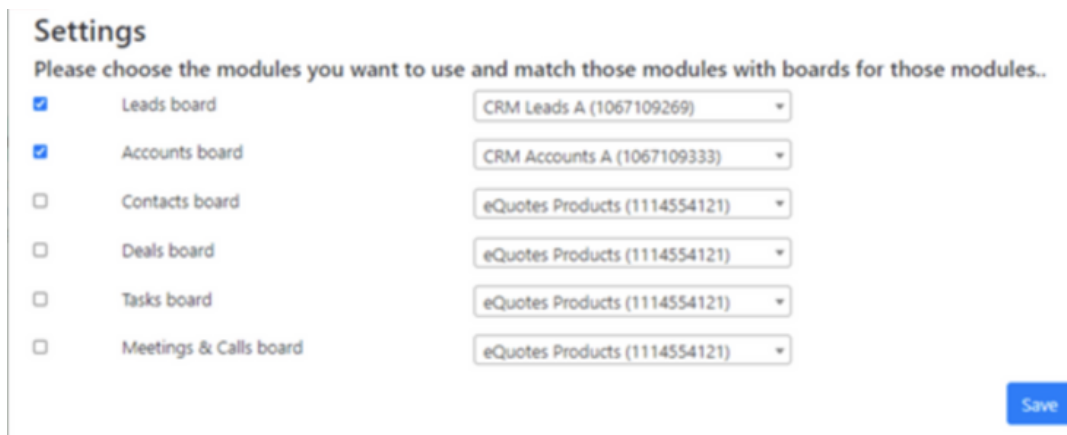 Settings
Please choose the modules you want to use and match those modules with boards for those modules..
Leads board CRM Leads A (1067109269)
Accounts board CRM Accounts A (1067109333)
Contacts board eQuotes Products (1114554121)
Deals board eQuotes Products (1114554121)
Tasks board eQuotes Products (1114554121)
Meetings & Calls board eQuotes Products (1114554121)
Save